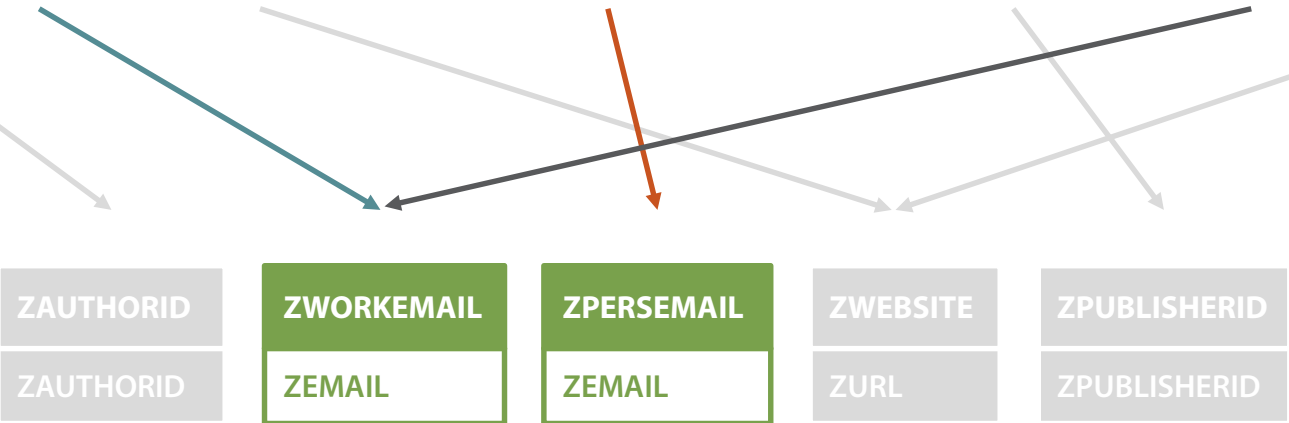 ZAUTHORID ZWORKEMAIL ZPERSEMAIL ZWEBSITE ZPUBLISHERID
ZAUTHORID ZEMAIL ZEMAIL ZURL ZPUBLISHERID